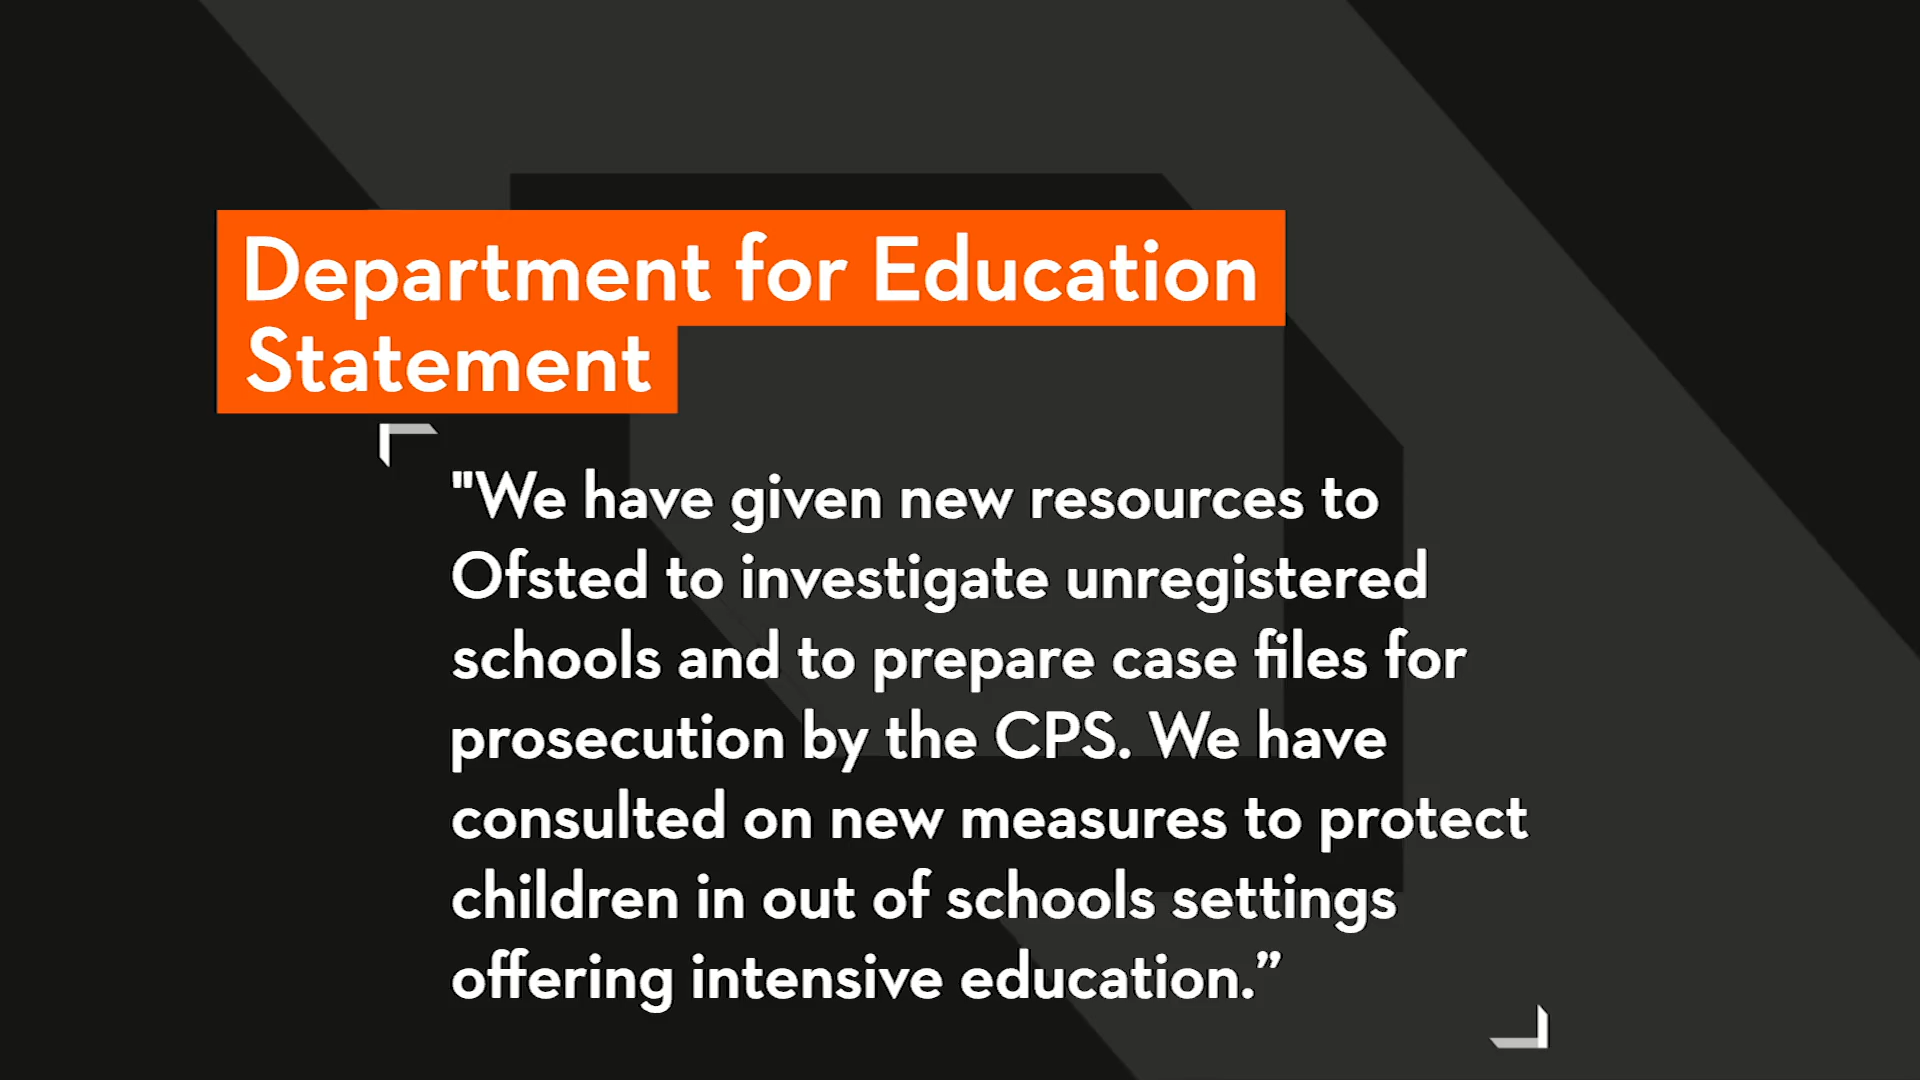 Department for Education
Statement
"We have given new resources to
Ofsted to investigate unregistered
schools and to prepare case files for
prosecution by the CPS. We have
consulted on new measures to protect
children in out of schools settings
offering intensive education.”